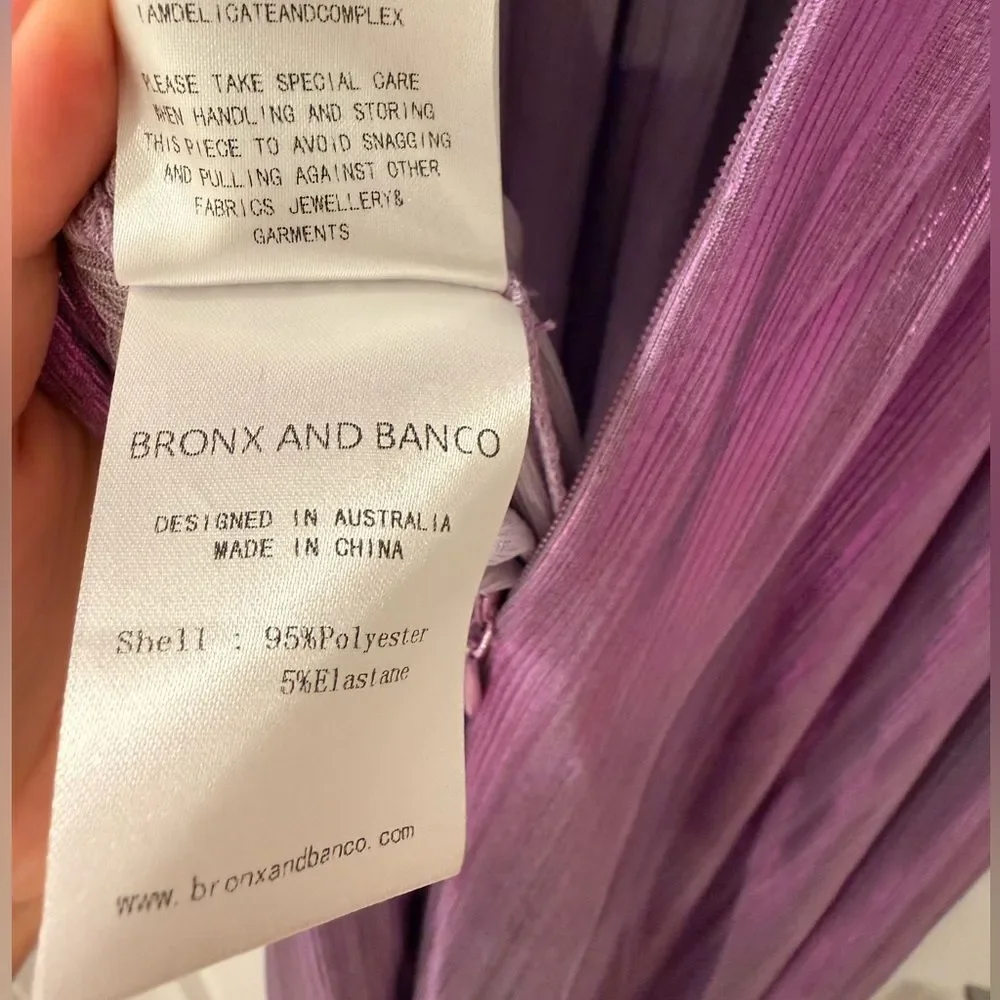 IAMDELICATEANDCOMPLEX
PLEASE TAKE SPECIAL CARE
WHEN HANDLING AND STORING
THIS PIECE TO AVOID SNAGGING
AND PULLING AGAINST OTHER
FABRICS JEWELLERY&
GARMENTS
BRONX AND BANCO
DESIGNED IN AUSTRALIA
MADE IN CHINA
Shell : 95%Polyester
5%Elastane
www.bronxandbanco.com